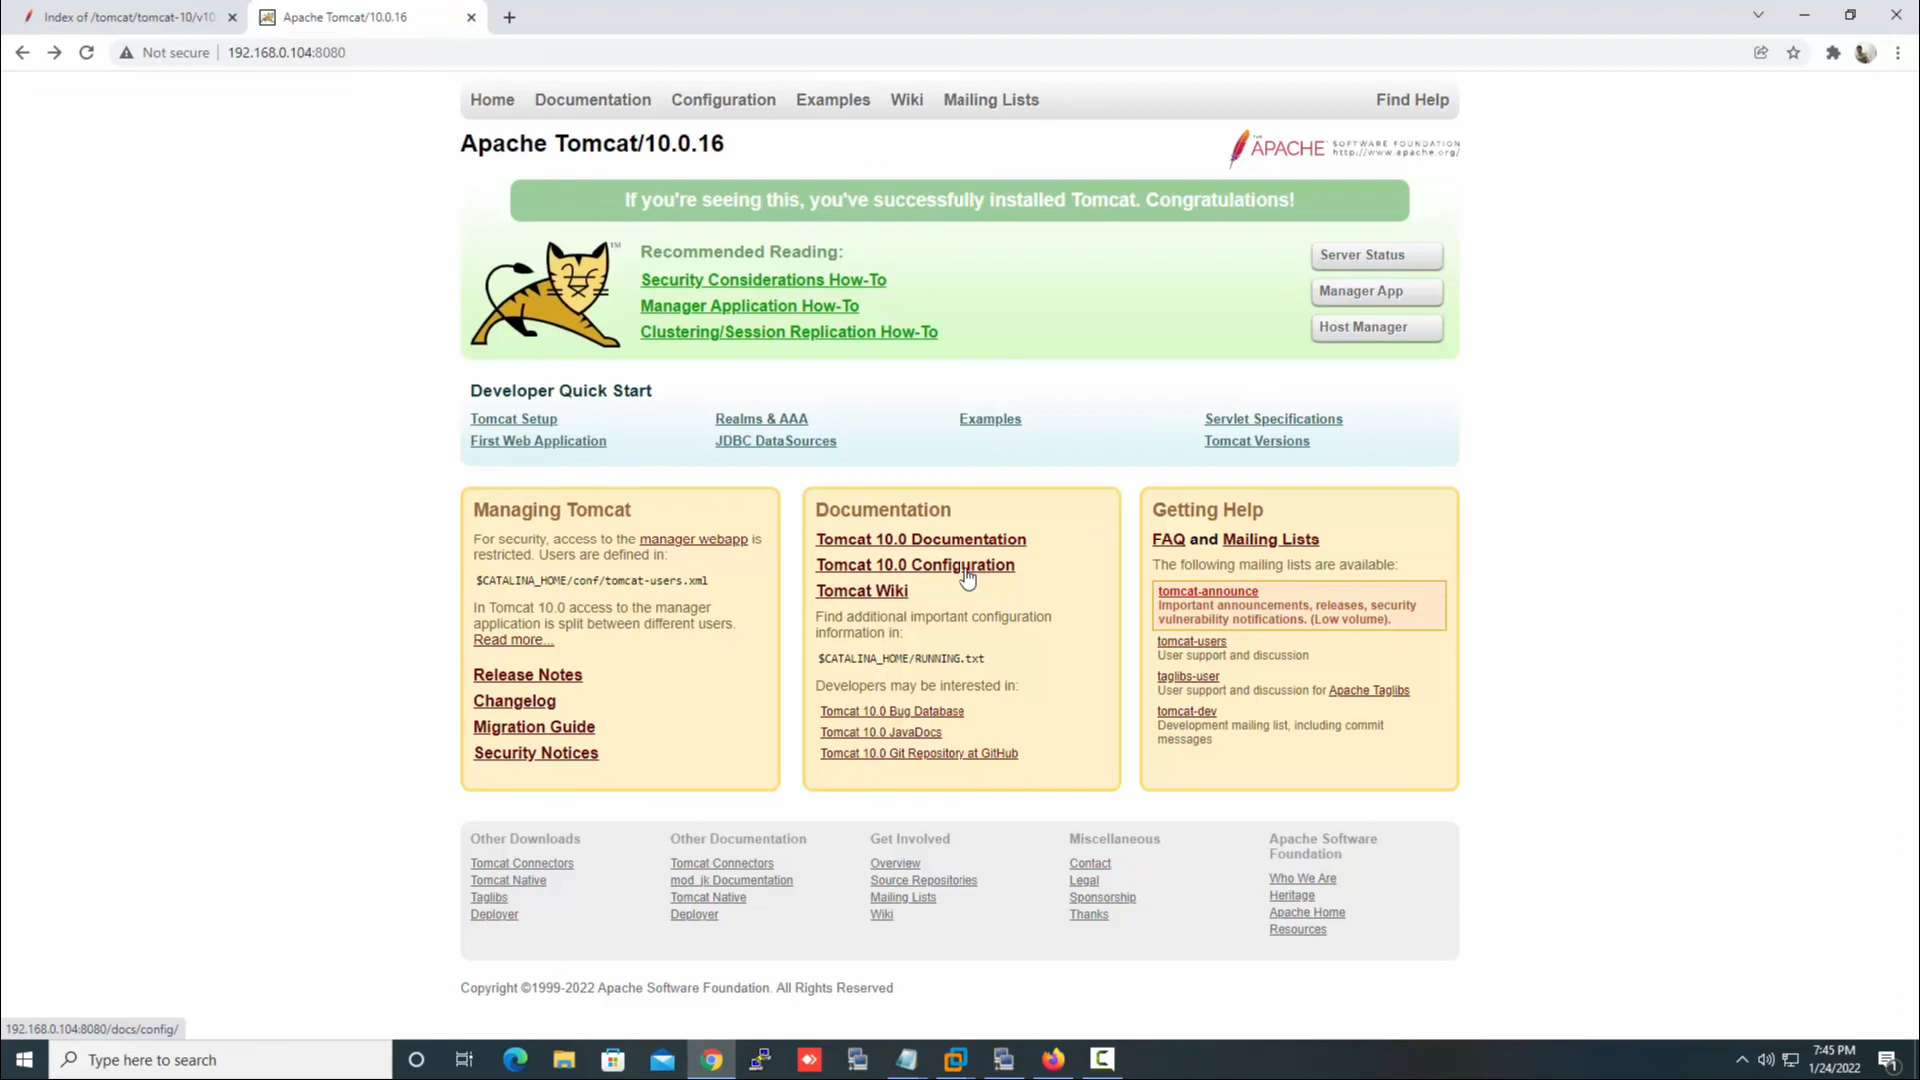 Index of /tomcat/tomcat-10/v10
Apache Tomcat/10.0.16
Not secure
192.168.0.104:8080
Home Documentation Configuration Examples Wiki Mailing Lists Find Help
Apache Tomcat/10.0.16
THE APACHE SOFTWARE FOUNDATION
http://www.apache.org/
If you're seeing this, you've successfully installed Tomcat. Congratulations!
TM
Recommended Reading:
Security Considerations How-To
Manager Application How-To
Clustering/Session Replication How-To
Server Status
Manager App
Host Manager
Developer Quick Start
Tomcat Setup
First Web Application
Realms & AAA
JDBC DataSources
Examples
Servlet Specifications
Tomcat Versions
Managing Tomcat
For security, access to the manager webapp is
restricted. Users are defined in:
$CATALINA_HOME/conf/tomcat-users.xml
In Tomcat 10.0 access to the manager
application is split between different users.
Read more...
Release Notes
Changelog
Migration Guide
Security Notices
Documentation
Tomcat 10.0 Documentation
Tomcat 10.0 Configuration
Tomcat Wiki
Find additional important configuration
information in:
$CATALINA_HOME/RUNNING.txt
Developers may be interested in:
Tomcat 10.0 Bug Database
Tomcat 10.0 JavaDocs
Tomcat 10.0 Git Repository at GitHub
Getting Help
FAQ and Mailing Lists
The following mailing lists are available:
tomcat-announce
Important announcements, releases, security
vulnerability notifications. (Low volume).
tomcat-users
User support and discussion
taglibs-user
User support and discussion for Apache Taglibs
tomcat-dev
Development mailing list, including commit
messages
Other Downloads
Tomcat Connectors
Tomcat Native
Taglibs
Deployer
Other Documentation
Tomcat Connectors
mod_jk Documentation
Tomcat Native
Deployer
Get Involved
Overview
Source Repositories
Mailing Lists
Wiki
Miscellaneous
Contact
Legal
Sponsorship
Thanks
Apache Software
Foundation
Who We Are
Heritage
Apache Home
Resources
Copyright ©1999-2022 Apache Software Foundation. All Rights Reserved
192.168.0.104:8080/docs/config/
Type here to search
7:45 PM
1/24/2022
1